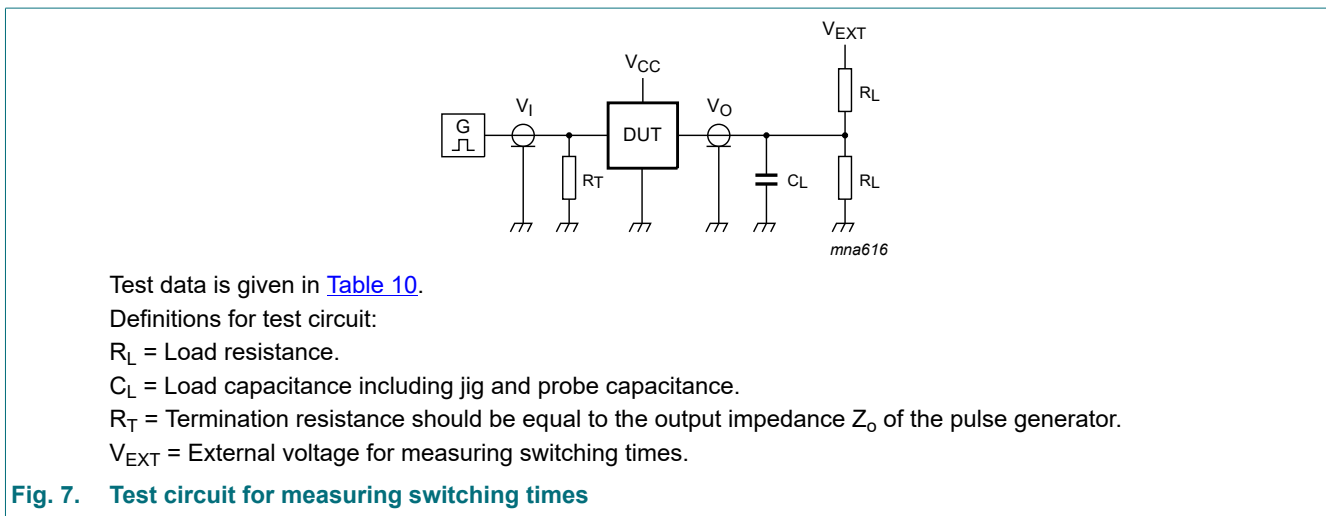 VEXT
VCC
RL
VI
VO
G
DUT
RT
CL
RL
mna616
Test data is given in Table 10.
Definitions for test circuit:
RL = Load resistance.
CL = Load capacitance including jig and probe capacitance.
RT = Termination resistance should be equal to the output impedance Zo of the pulse generator.
VEXT = External voltage for measuring switching times.
Fig. 7. Test circuit for measuring switching times